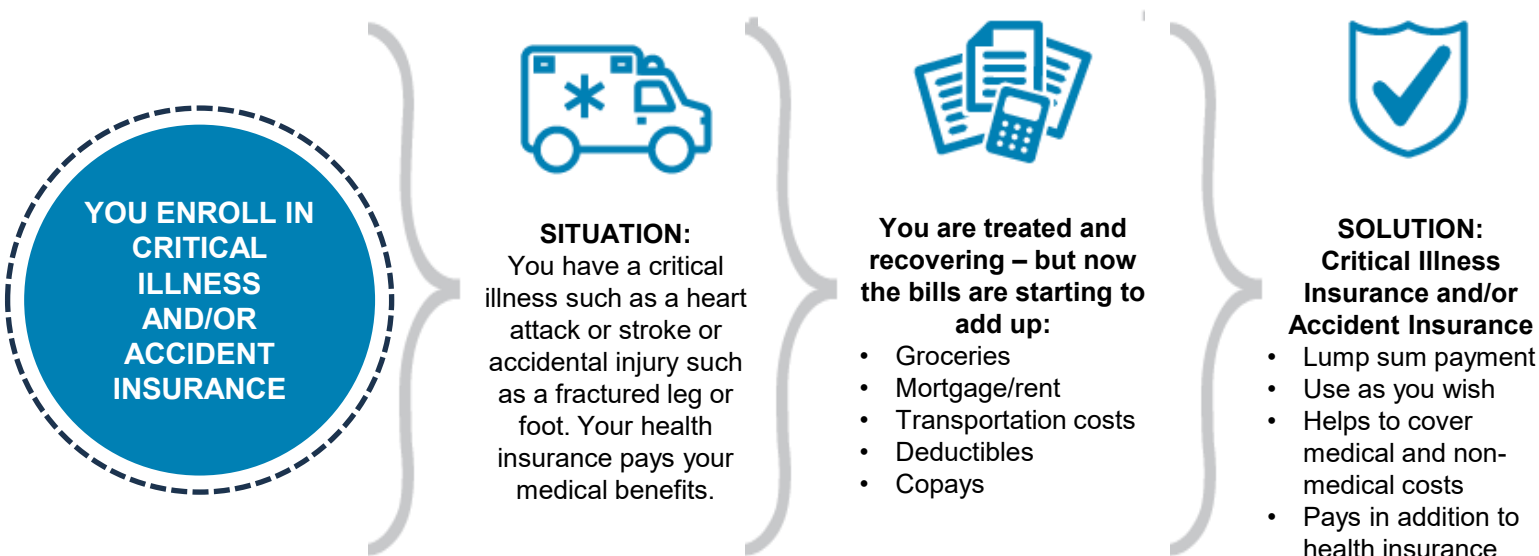 YOU ENROLL IN
CRITICAL
ILLNESS
AND/OR
ACCIDENT
INSURANCE
SITUATION:
You have a critical
illness such as a heart
attack or stroke or
accidental injury such
as a fractured leg or
foot. Your health
insurance pays your
medical benefits.
You are treated and
recovering – but now
the bills are starting to
add up:
• Groceries
• Mortgage/rent
• Transportation costs
• Deductibles
• Copays
SOLUTION:
Critical Illness
Insurance and/or
Accident Insurance
• Lump sum payment
• Use as you wish
• Helps to cover
medical and non-
medical costs
• Pays in addition to
health insurance